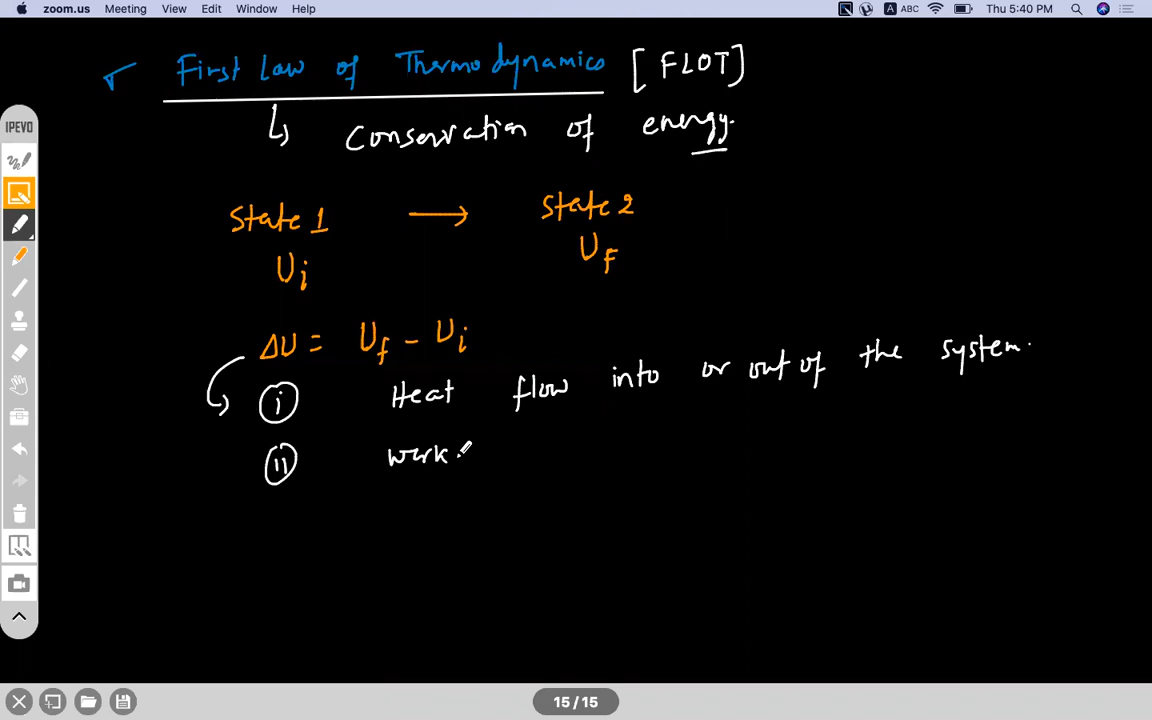 zoom.us Meeting View Edit Window Help ABC Thu 5:40 PM
First Law of Thermodynamics [FLOT]
IPEVO
↳ Conservation of energy.
State 1 → State 2
Ui Uf
ΔU = Uf - Ui
(i) Heat flow into or out of the system.
(ii) work
15/15